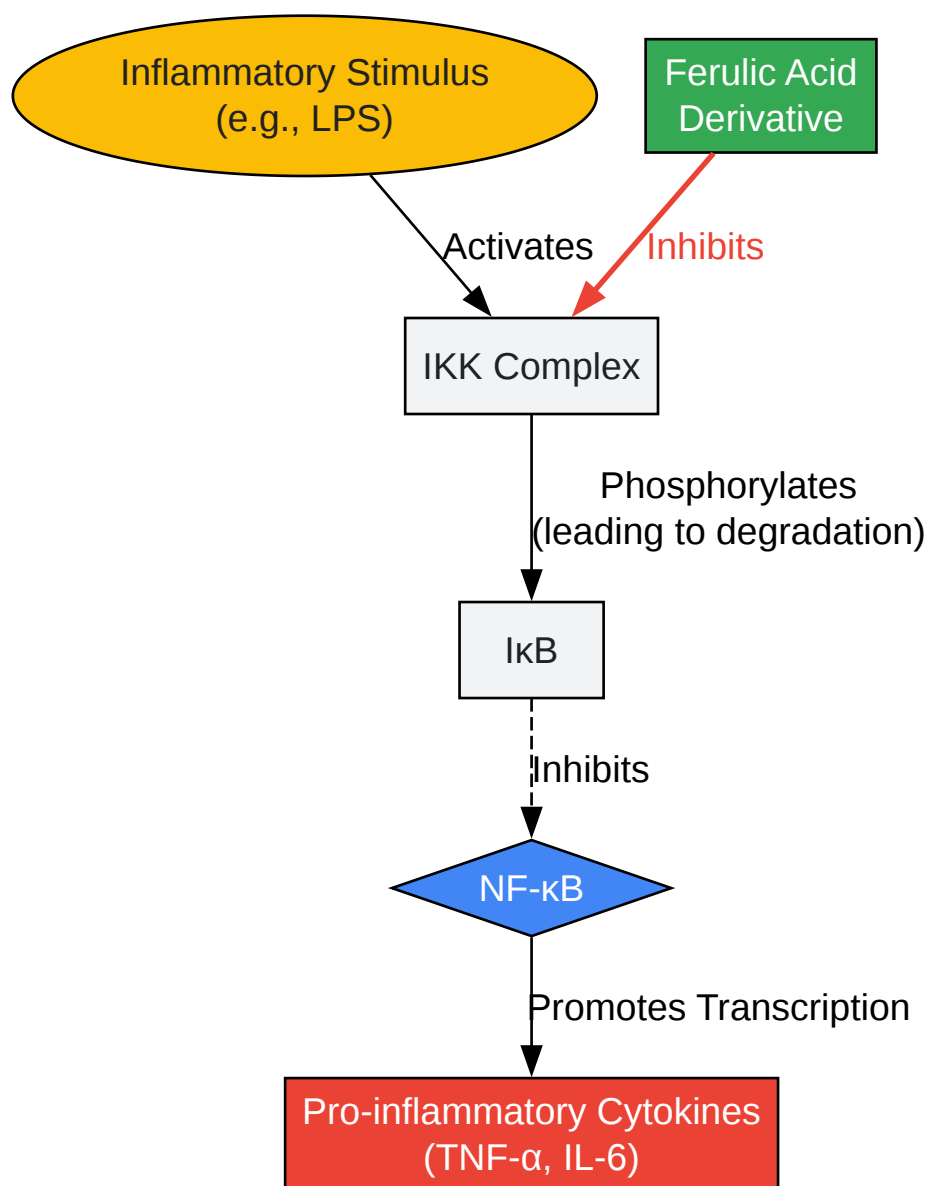 Inflammatory Stimulus
(e.g., LPS)
Ferulic Acid
Derivative
Activates
Inhibits
IKK Complex
Phosphorylates
(leading to degradation)
IκB
Inhibits
NF-κB
Promotes Transcription
Pro-inflammatory Cytokines
(TNF-α, IL-6)